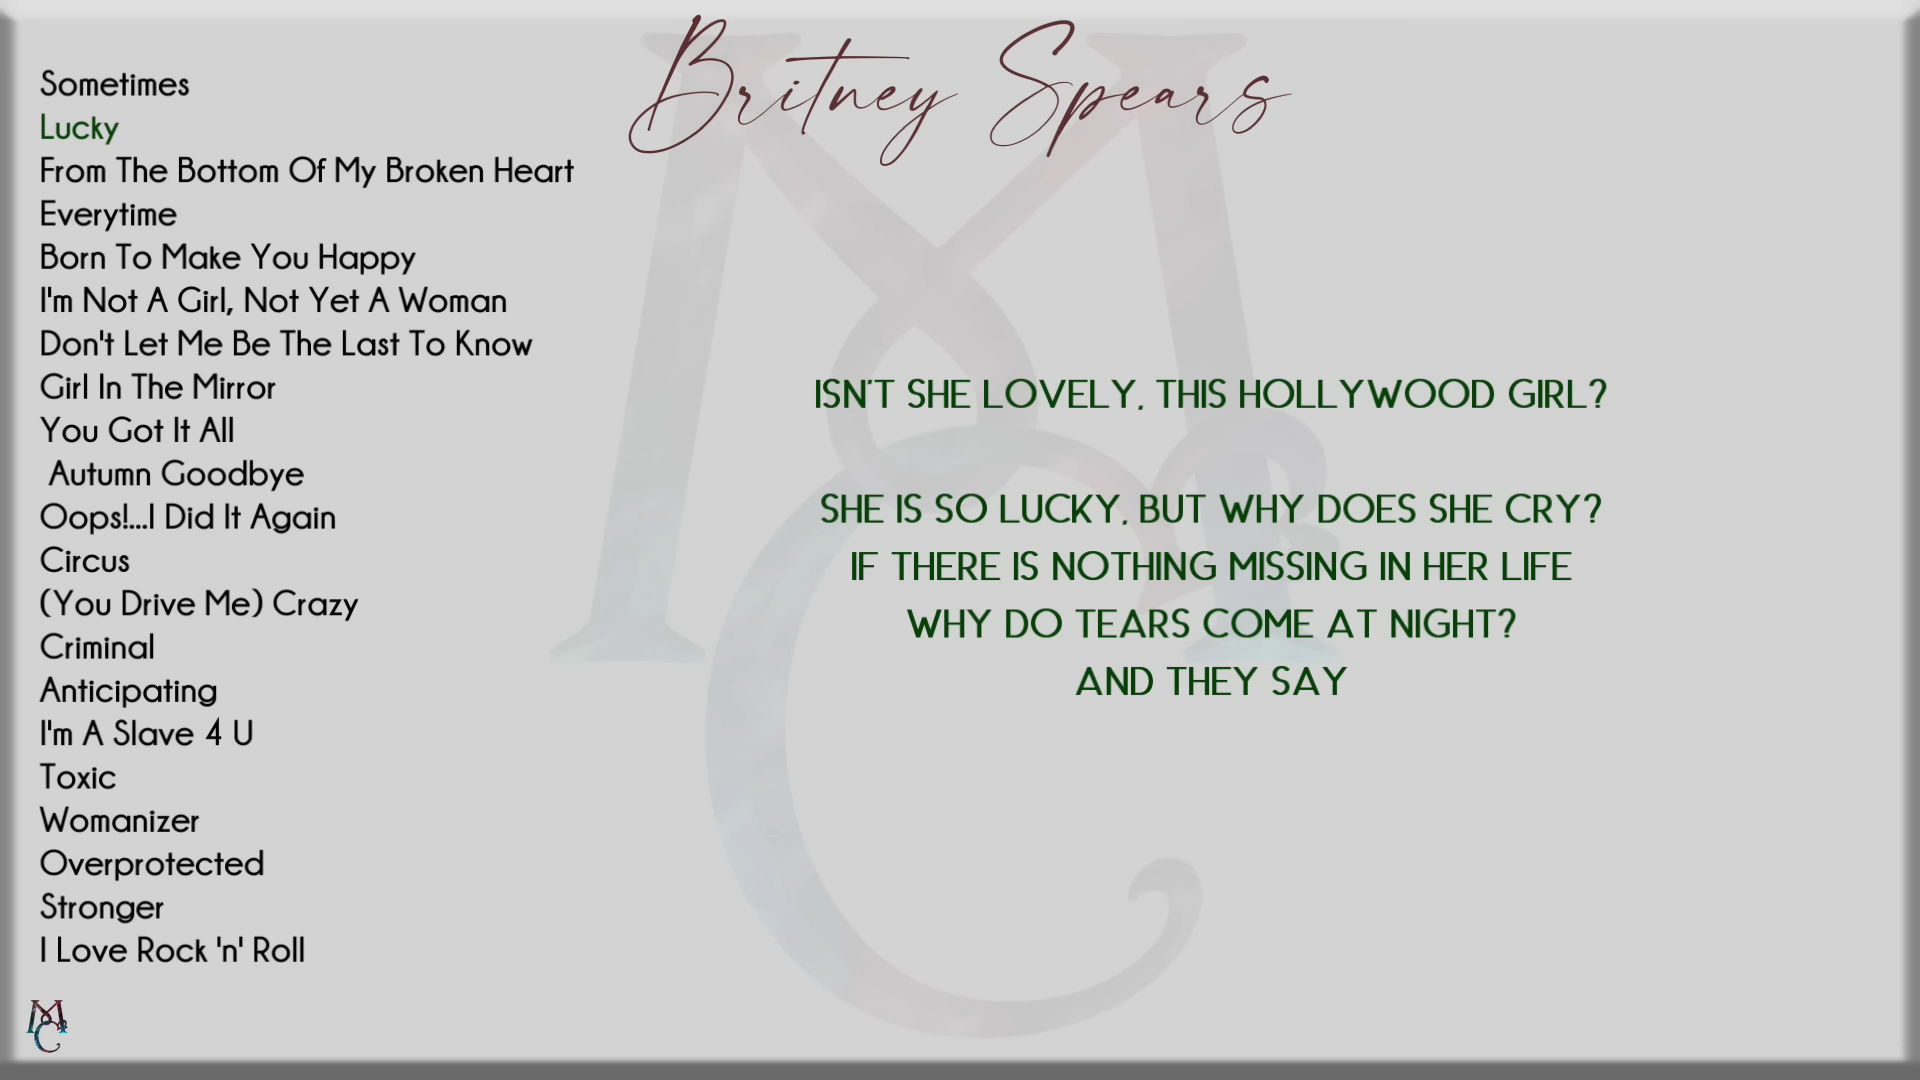 Britney Spears
Sometimes
Lucky
From The Bottom Of My Broken Heart
Everytime
Born To Make You Happy
I'm Not A Girl, Not Yet A Woman
Don't Let Me Be The Last To Know
Girl In The Mirror
You Got It All
Autumn Goodbye
Oops!...I Did It Again
Circus
(You Drive Me) Crazy
Criminal
Anticipating
I'm A Slave 4 U
Toxic
Womanizer
Overprotected
Stronger
I Love Rock 'n' Roll
ISN'T SHE LOVELY, THIS HOLLYWOOD GIRL?
SHE IS SO LUCKY, BUT WHY DOES SHE CRY?
IF THERE IS NOTHING MISSING IN HER LIFE
WHY DO TEARS COME AT NIGHT?
AND THEY SAY